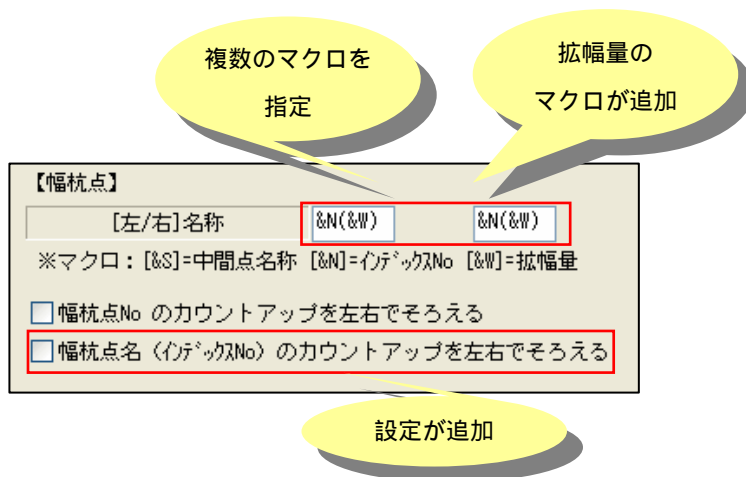 複数のマクロを
指定
拡幅量の
マクロが追加
【幅杭点】
[左/右]名称 &N(&W) &N(&W)
※マクロ：[&S]=中間点名称 [&N]=ｲﾝﾃﾞｯｸｽNo [&W]=拡幅量
幅杭点No のカウントアップを左右でそろえる
幅杭点名（ｲﾝﾃﾞｯｸｽNo）のカウントアップを左右でそろえる
設定が追加